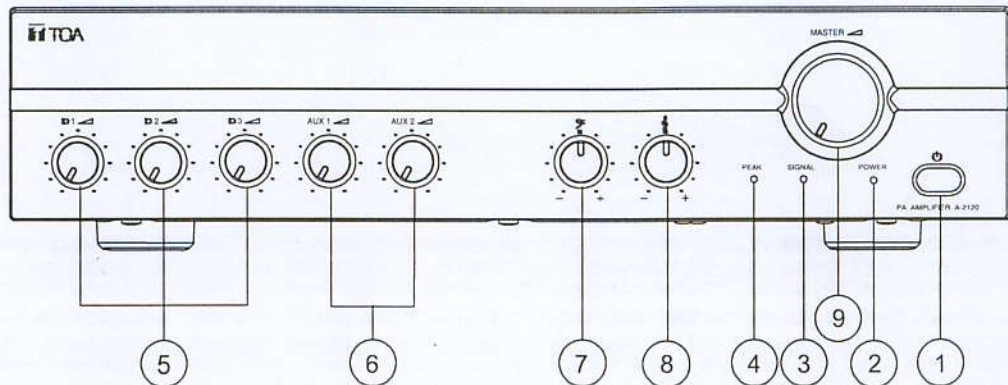 TOA
MASTER
1
2
3
AUX 1
AUX 2
- +
- +
PEAK
SIGNAL
POWER
PA AMPLIFIER A-2120
5
6
7
8
4
3
9
2
1